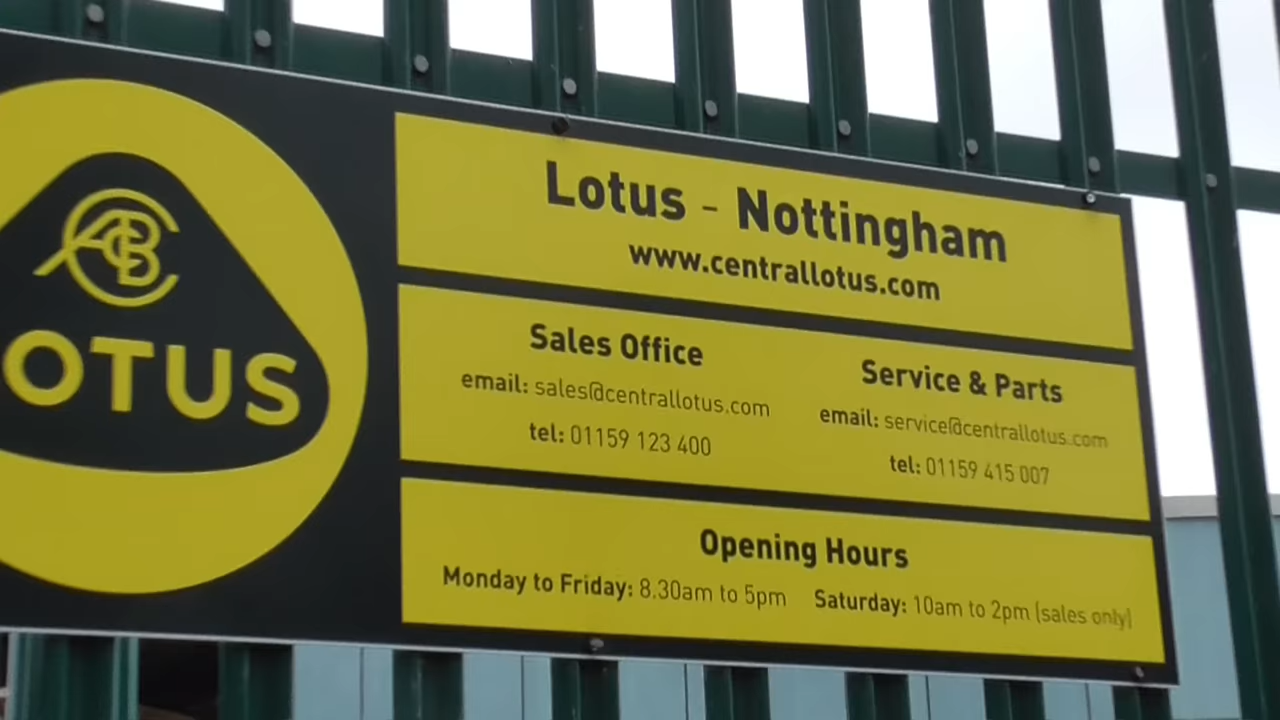 ACBC
OTUS
Lotus - Nottingham
www.centrallotus.com
Sales Office
email: sales@centrallotus.com
tel: 01159 123 400
Service & Parts
email: service@centrallotus.com
tel: 01159 415 007
Opening Hours
Monday to Friday: 8.30am to 5pm Saturday: 10am to 2pm (sales only)